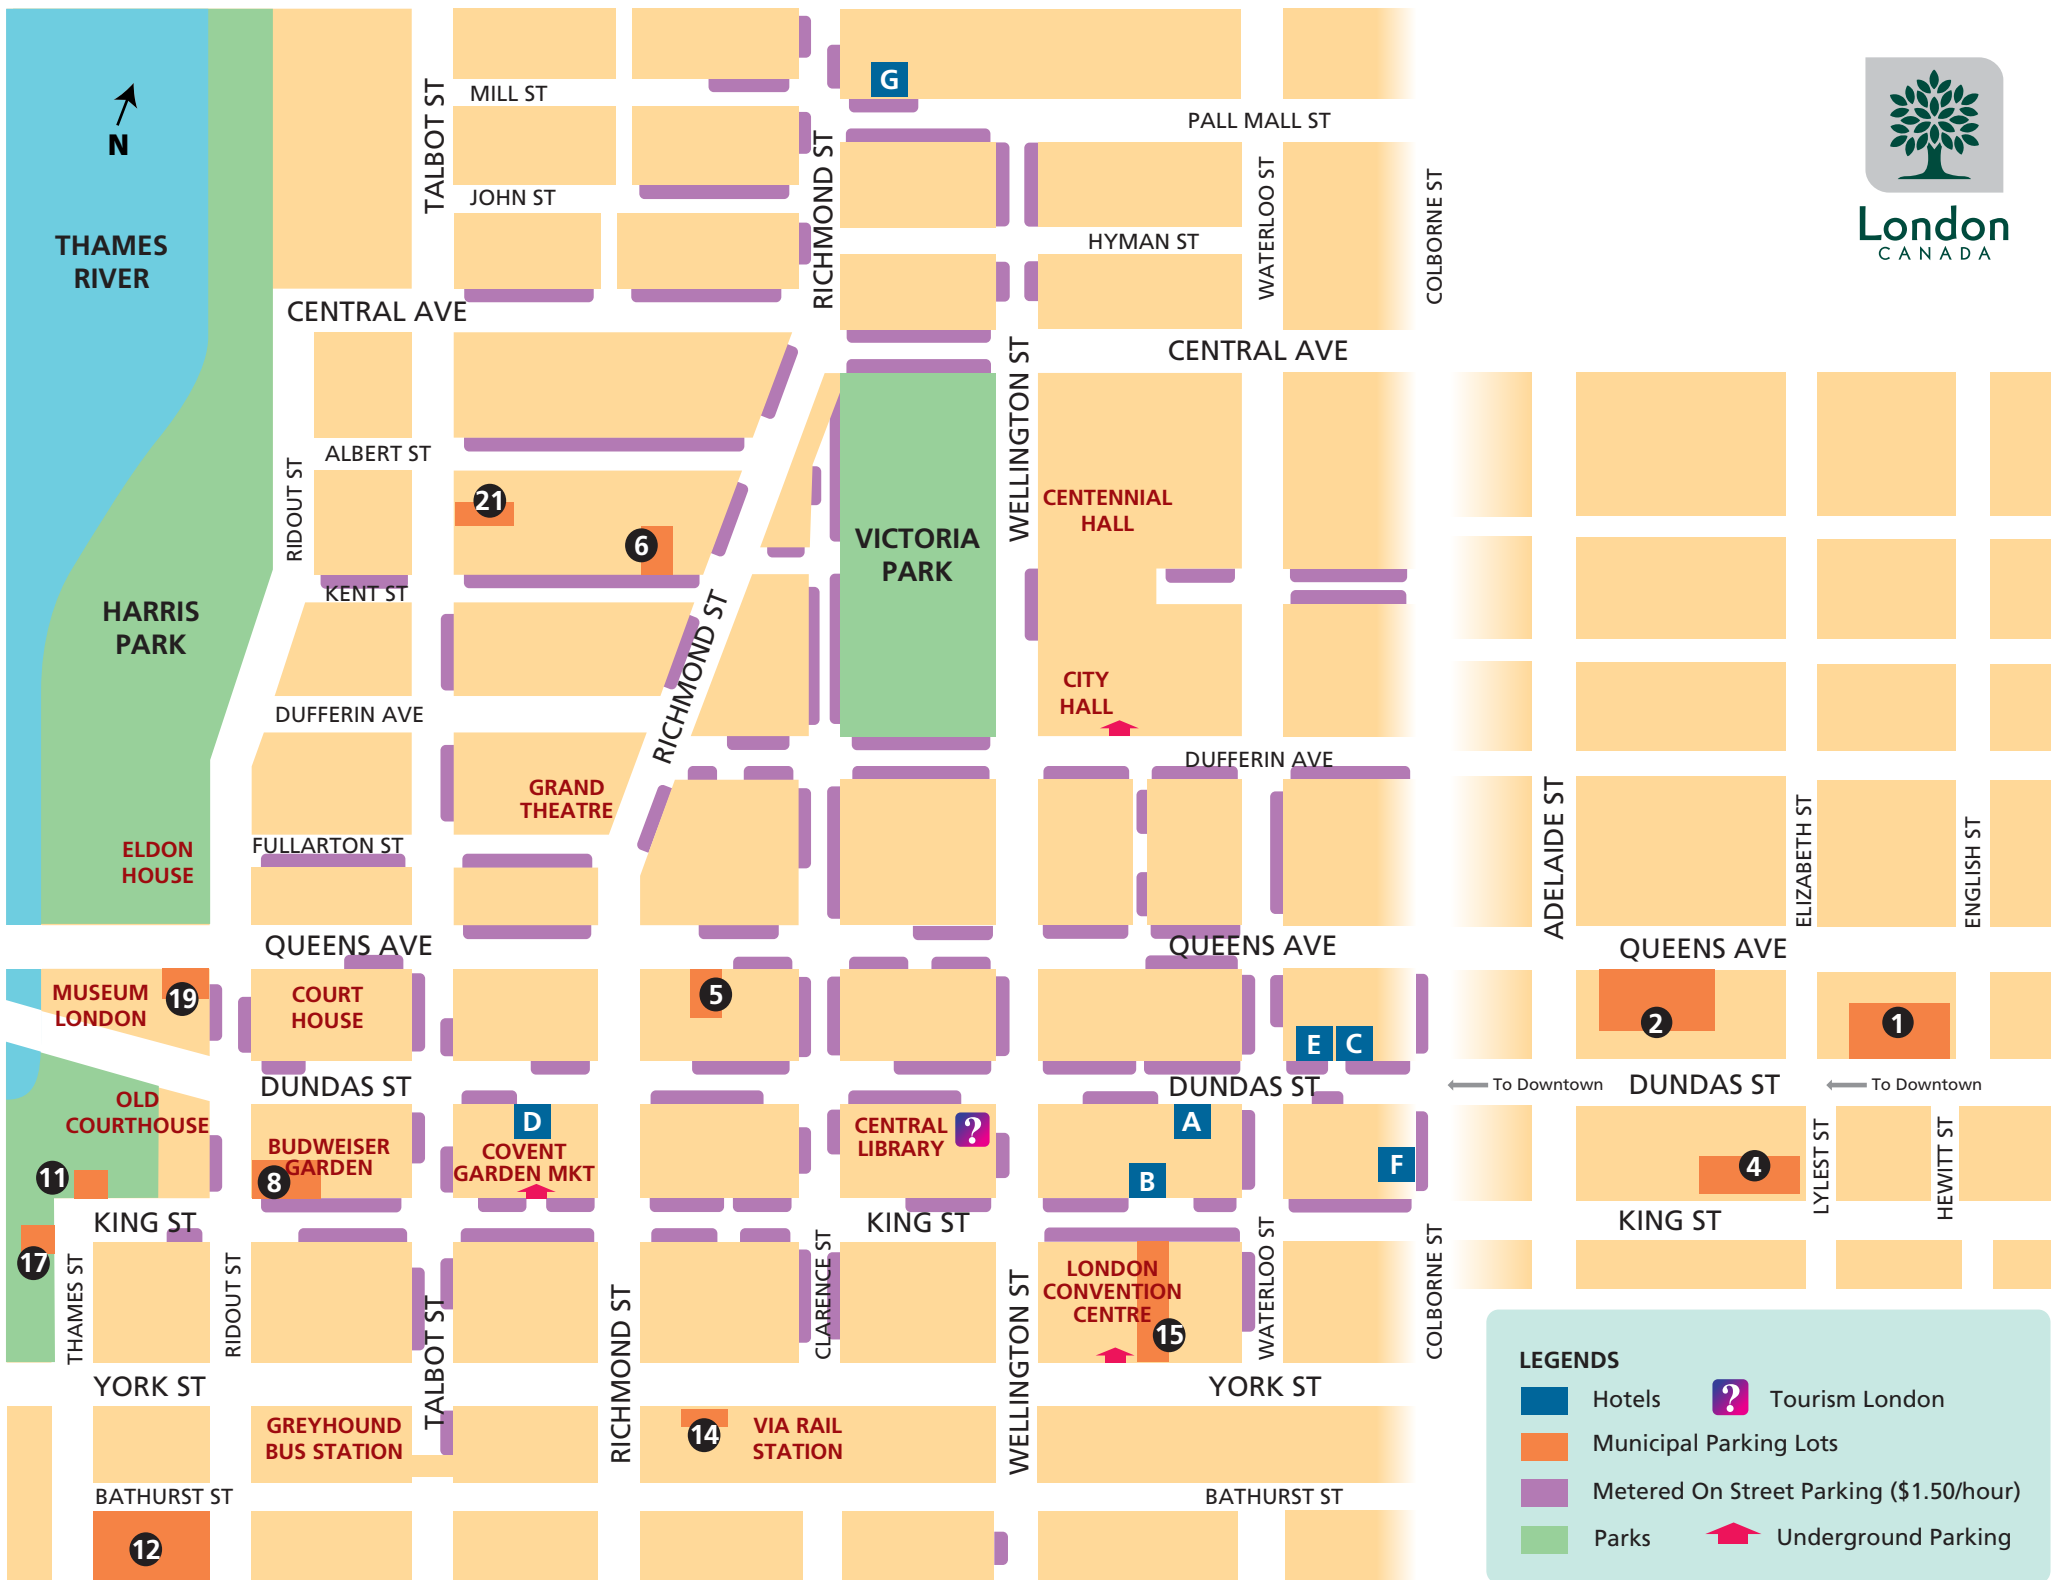 G
MILL ST
PALL MALL ST
N
TALBOT ST
RICHMOND ST
WATERLOO ST
COLBORNE ST
JOHN ST
London
CANADA
THAMES
RIVER
HYMAN ST
CENTRAL AVE
CENTRAL AVE
WELLINGTON ST
ALBERT ST
RIDOUT ST
21
6
CENTENNIAL
HALL
VICTORIA
PARK
KENT ST
HARRIS
PARK
RICHMOND ST
CITY
HALL
DUFFERIN AVE
DUFFERIN AVE
GRAND
THEATRE
ADELAIDE ST
ELIZABETH ST
ENGLISH ST
FULLARTON ST
ELDON
HOUSE
QUEENS AVE
QUEENS AVE
QUEENS AVE
MUSEUM
LONDON
19
COURT
HOUSE
5
2
1
E
C
DUNDAS ST
DUNDAS ST
To Downtown
DUNDAS ST
To Downtown
OLD
COURTHOUSE
D
A
CENTRAL
LIBRARY
?
BUDWEISER
GARDEN
COVENT
GARDEN MKT
11
8
B
F
4
LYLEST ST
HEWITT ST
KING ST
KING ST
KING ST
17
THAMES ST
RIDOUT ST
TALBOT ST
RICHMOND ST
CLARENCE ST
WELLINGTON ST
LONDON
CONVENTION
CENTRE
15
WATERLOO ST
COLBORNE ST
YORK ST
YORK ST
GREYHOUND
BUS STATION
14
VIA RAIL
STATION
BATHURST ST
BATHURST ST
12
LEGENDS
Hotels
?
Tourism London
Municipal Parking Lots
Metered On Street Parking ($1.50/hour)
Parks
Underground Parking